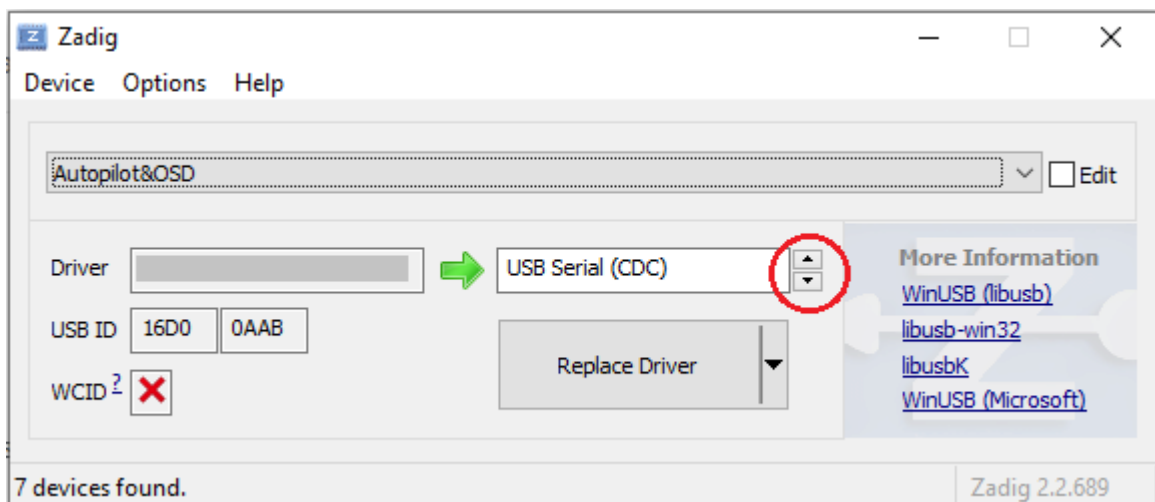 Zadig
Device Options Help
Autopilot&OSD
Edit
Driver
USB Serial (CDC)
More Information
WinUSB (libusb)
USB ID 16D0 0AAB
libusb-win32
Replace Driver
libusbK
WCID ?
WinUSB (Microsoft)
7 devices found.
Zadig 2.2.689